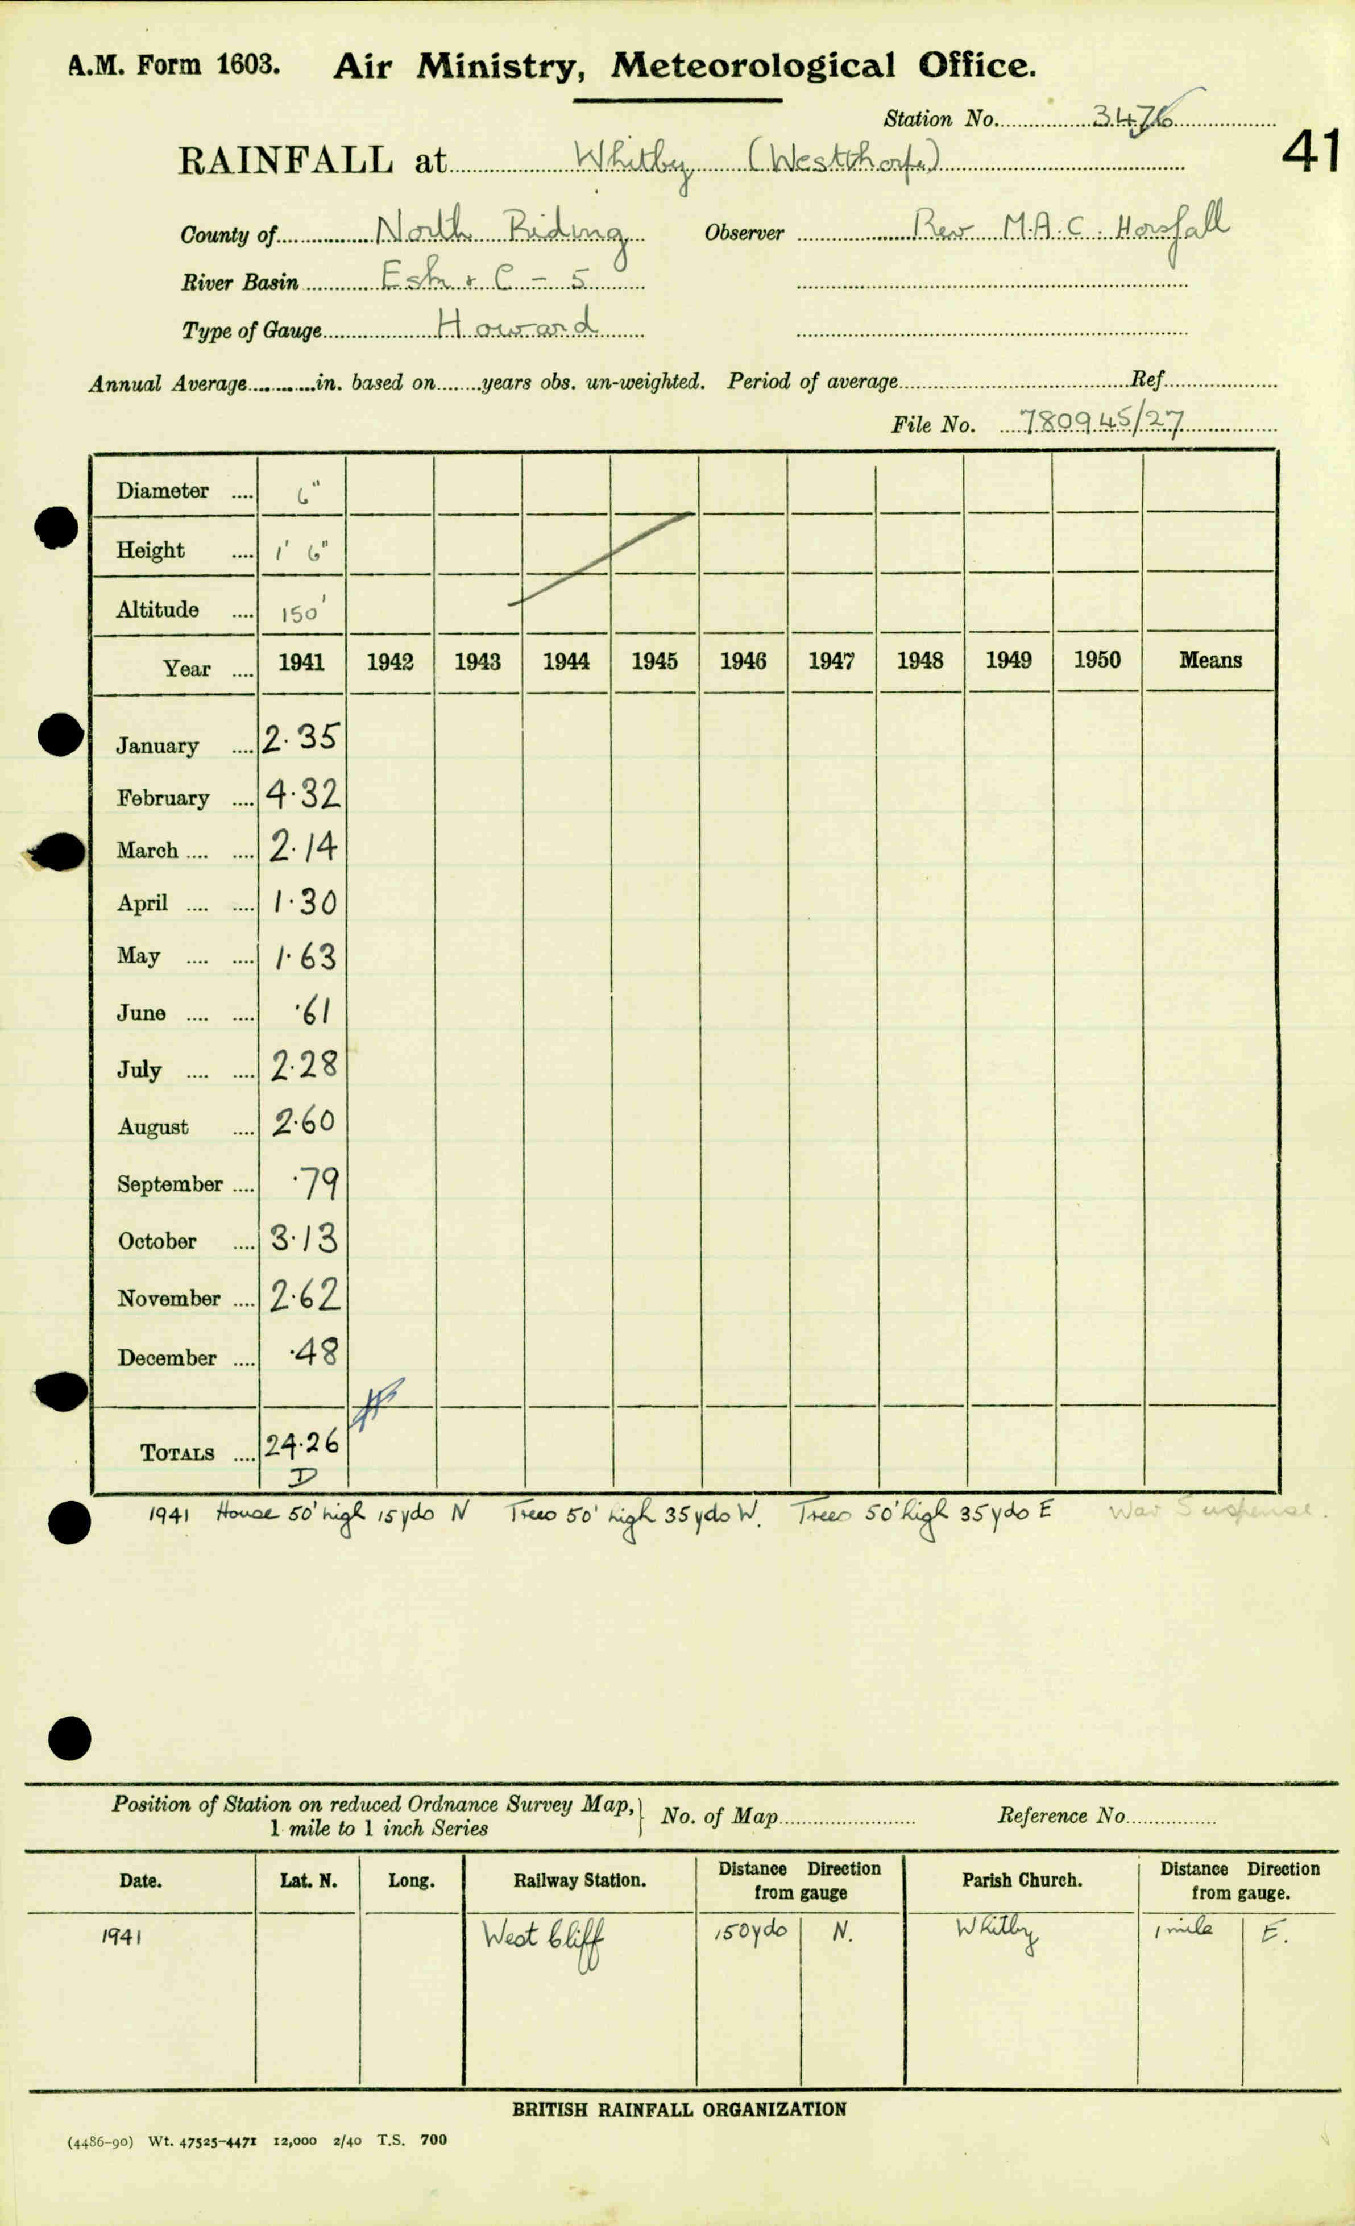 A.M. Form 1603. Air Ministry, Meteorological Office.
Station No. 3476
41
RAINFALL at Whitby (Westthorpe)
County of North Riding Observer Rev M.A.C. Horsfall
River Basin Esk & C - 5
Type of Gauge Howard
Annual Average in. based on years obs. un-weighted. Period of average Ref.
File No. 780945/27
Diameter .... 6"
Height .... 1' 6"
Altitude .... 150'
Year .... 1941 1942 1943 1944 1945 1946 1947 1948 1949 1950 Means
January .... 2.35
February .... 4.32
March .... .... 2.14
April .... .... 1.30
May .... .... 1.63
June .... .... .61
July .... .... 2.28
August .... 2.60
September .... .79
October .... 3.13
November .... 2.62
December .... .48
TOTALS .... 24.26
D
1941 House 50' high 15 yds N Trees 50' high 35 yds W. Trees 50' high 35 yds E War Suspense.
Position of Station on reduced Ordnance Survey Map, } No. of Map Reference No.
1 mile to 1 inch Series
Date. Lat. N. Long. Railway Station. Distance Direction from gauge Parish Church. Distance Direction from gauge.
1941 West Cliff 150 yds N. Whitby 1 mile E.
BRITISH RAINFALL ORGANIZATION
(4486-90) Wt. 47525-4471 12,000 2/40 T.S. 700